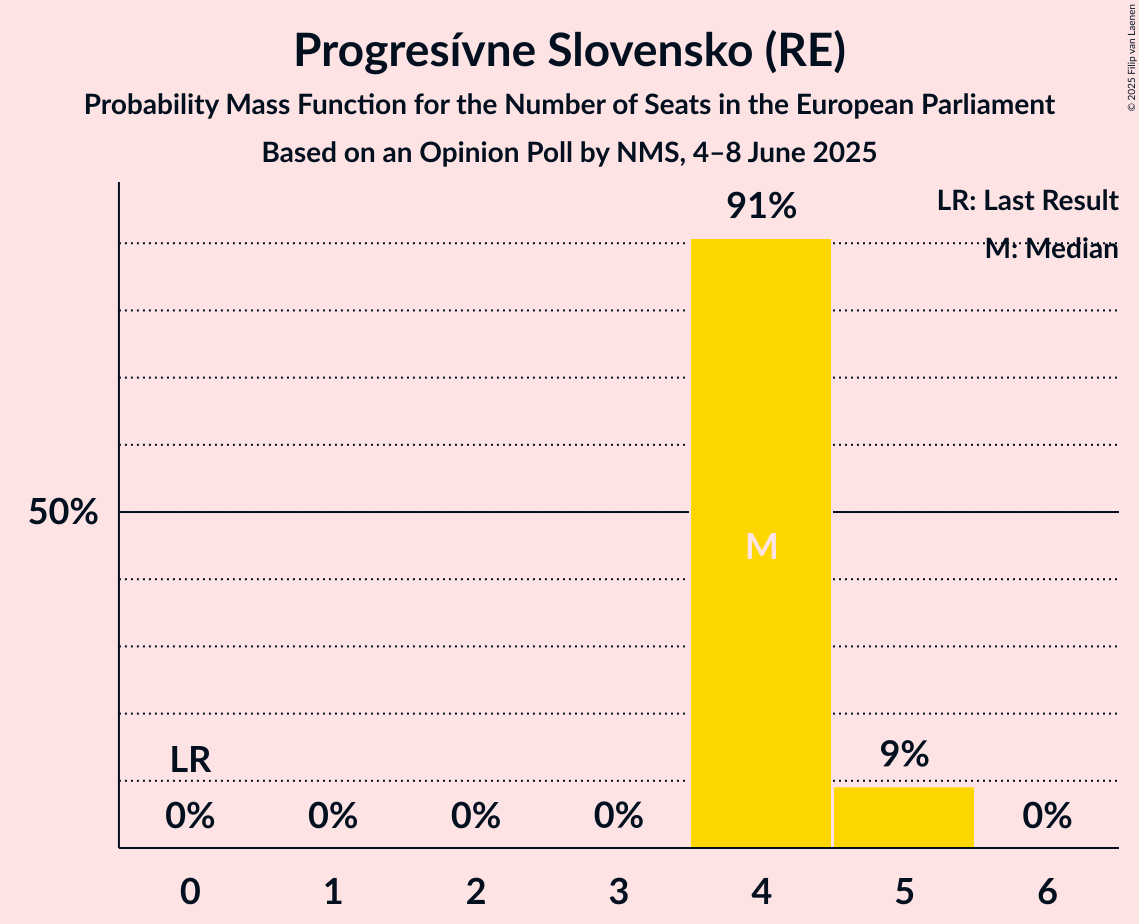 Progresívne Slovensko (RE)
Probability Mass Function for the Number of Seats in the European Parliament
Based on an Opinion Poll by NMS, 4–8 June 2025
© 2025 Filip van Laenen
LR: Last Result
M: Median
91%
50%
M
LR
9%
0% 0% 0% 0% 0%
0 1 2 3 4 5 6